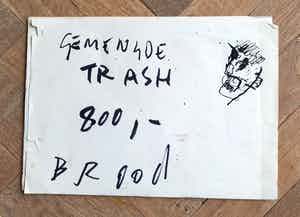 GEMENGDE
TRASH
800,-
BROOd